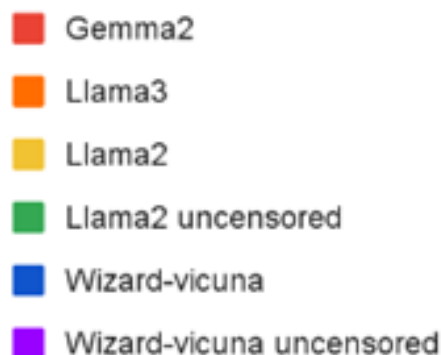 Gemma2
Llama3
Llama2
Llama2 uncensored
Wizard-vicuna
Wizard-vicuna uncensored